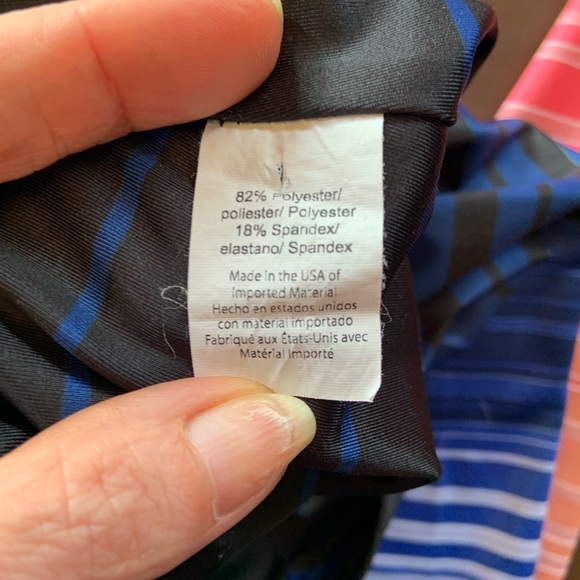 82% Polyester/
poliester/ Polyester
18% Spandex/
elastano/ Spandex
Made in the USA of
Imported Material
Hecho en estados unidos
con material importado
Fabriqué aux États-Unis avec
Matérial Importé